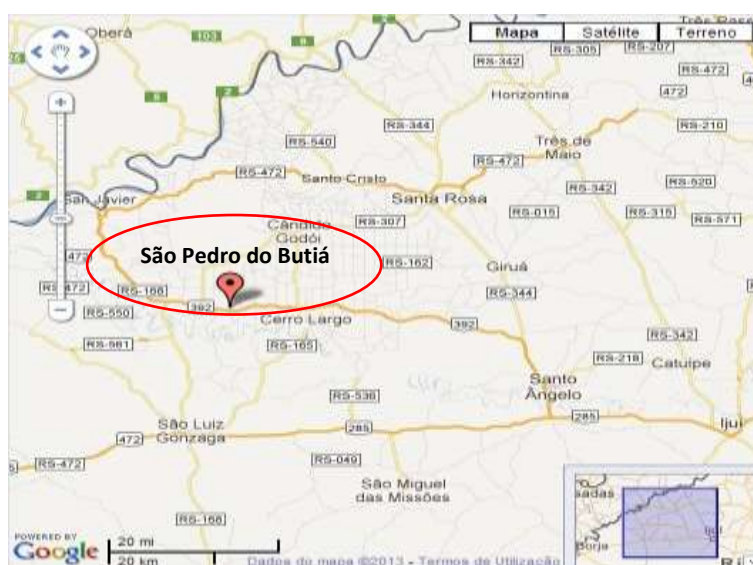 Três Pass
Oberá
103
Mapa
Satélite
Terreno
RS-305
RS-207
RS-342
RS-472
Horizontina
472
RS-344
RS-210
RS-540
Três de
Maio
RS-472
RS-472
Santo Cristo
RS-342
RS-520
San Javier
Santa Rosa
RS-307
RS-015
RS-315
RS-571
Cândido
Godói
São Pedro do Butiá
472
RS-162
Giruá
472
RS-168
RS-344
392
RS-550
Cerro Largo
392
RS-561
RS-165
RS-342
RS-218
Catuípe
Santo
Ângelo
RS-536
285
São Luiz
Gonzaga
285
Ijuí
472
RS-472
RS-049
São Miguel
das Missões
sadas
RS-168
Ijuí
Borja
POWERED BY
Google
20 mi
20 km
Dados do mapa ©2013 - Termos de Utilização